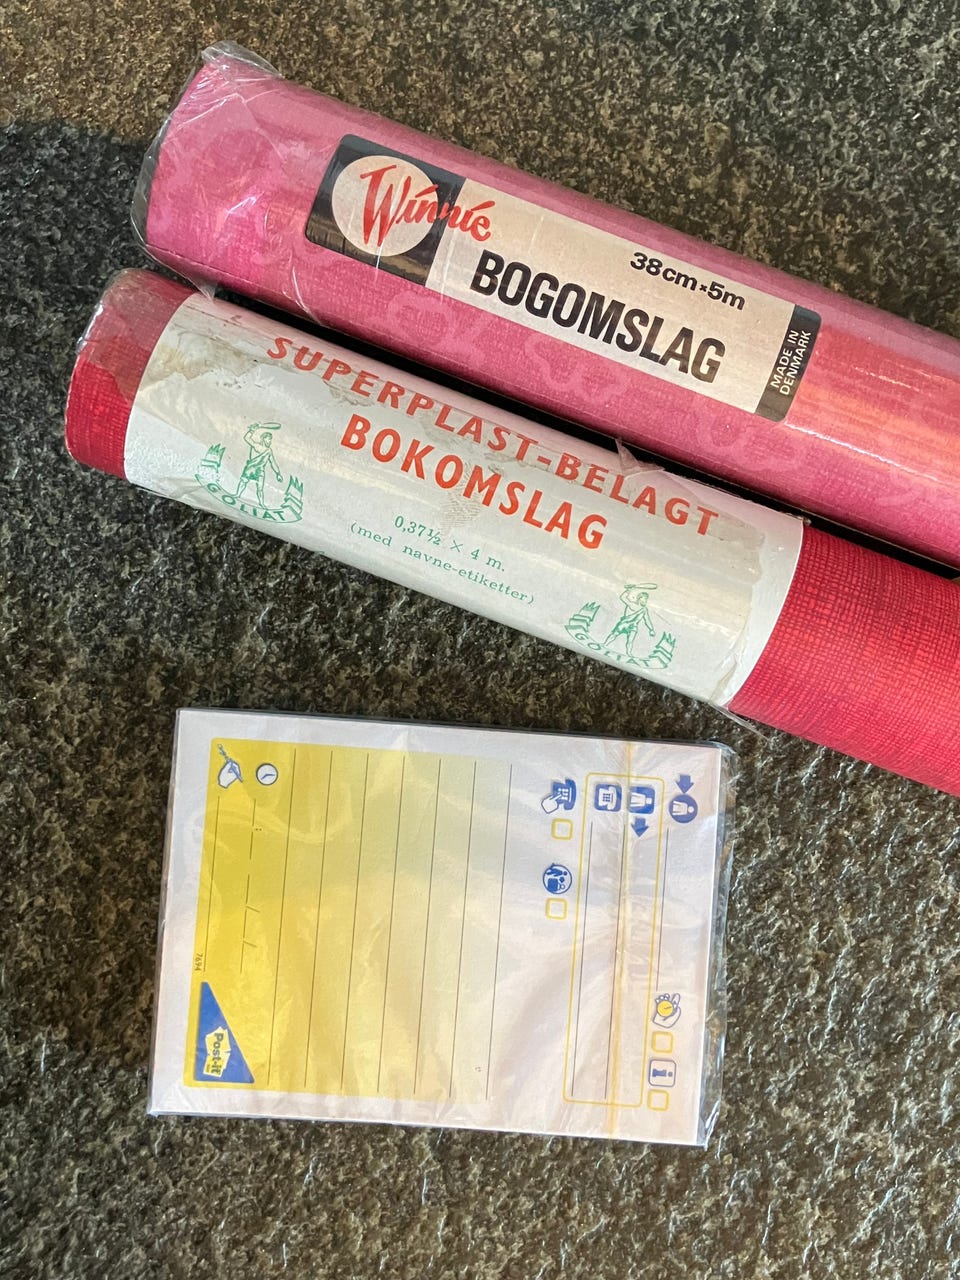 Winnie
38cm×5m
BOGOMSLAG
MADE IN
DENMARK
SUPERPLAST-BELAGT
BOKOMSLAG
0,37½ × 4 m.
(med navne-etiketter)
GOLIAT
GOLIAT
7694
Post-it